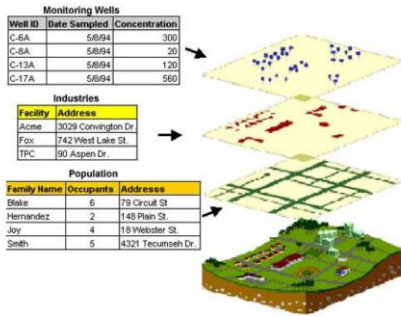 Monitoring Wells
Well ID Date Sampled Concentration
C-6A 5/8/94 300
C-8A 5/8/94 20
C-13A 5/8/94 120
C-17A 5/8/94 560
Industries
Facility Address
Acme 3029 Convington Dr.
Fox 742 West Lake St.
TPC 90 Aspen Dr.
Population
Family Name Occupants Addresss
Blake 6 79 Circuit St
Hernandez 2 148 Plain St.
Joy 4 18 Webster St.
Smith 5 4321 Tecumseh Dr.